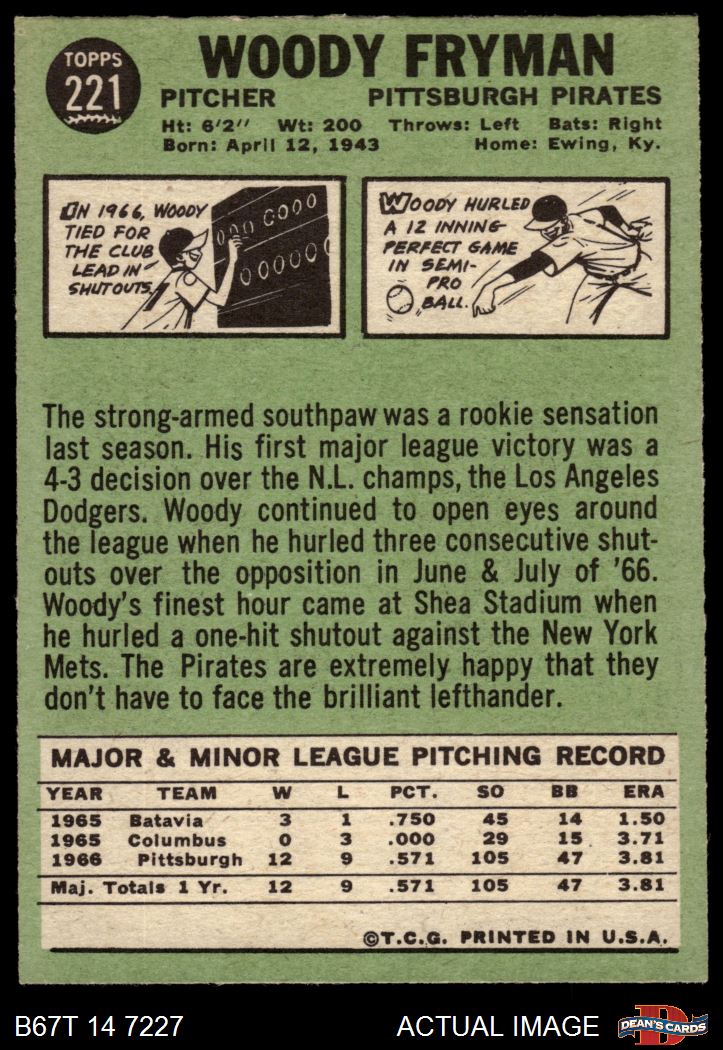 TOPPS
221
WOODY FRYMAN
PITCHER PITTSBURGH PIRATES
Ht: 6'2" Wt: 200 Throws: Left Bats: Right
Born: April 12, 1943 Home: Ewing, Ky.
IN 1966, WOODY
TIED FOR
THE CLUB
LEAD IN
SHUTOUTS.
000 C000
000000
WOODY HURLED
A 12 INNING-
PERFECT GAME
IN SEMI-
PRO
BALL.
The strong-armed southpaw was a rookie sensation
last season. His first major league victory was a
4-3 decision over the N.L. champs, the Los Angeles
Dodgers. Woody continued to open eyes around
the league when he hurled three consecutive shut-
outs over the opposition in June & July of '66.
Woody's finest hour came at Shea Stadium when
he hurled a one-hit shutout against the New York
Mets. The Pirates are extremely happy that they
don't have to face the brilliant lefthander.
MAJOR & MINOR LEAGUE PITCHING RECORD
YEAR TEAM W L PCT. SO BB ERA
1965 Batavia 3 1 .750 45 14 1.50
1965 Columbus 0 3 .000 29 15 3.71
1966 Pittsburgh 12 9 .571 105 47 3.81
Maj. Totals 1 Yr. 12 9 .571 105 47 3.81
©T.C.G. PRINTED IN U.S.A.
B67T 14 7227 ACTUAL IMAGE
D
DEAN'S CARDS